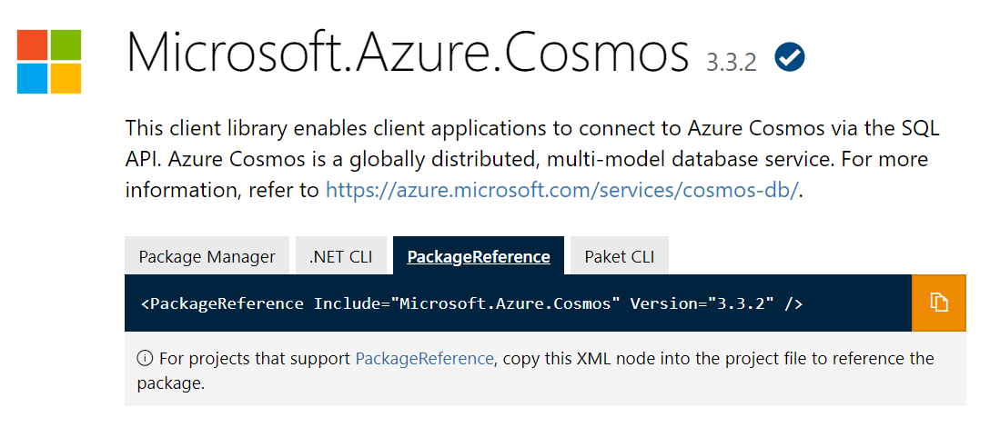 Microsoft.Azure.Cosmos 3.3.2
This client library enables client applications to connect to Azure Cosmos via the SQL
API. Azure Cosmos is a globally distributed, multi-model database service. For more
information, refer to https://azure.microsoft.com/services/cosmos-db/.
Package Manager .NET CLI PackageReference Paket CLI
<PackageReference Include="Microsoft.Azure.Cosmos" Version="3.3.2" />
For projects that support PackageReference, copy this XML node into the project file to reference the
package.